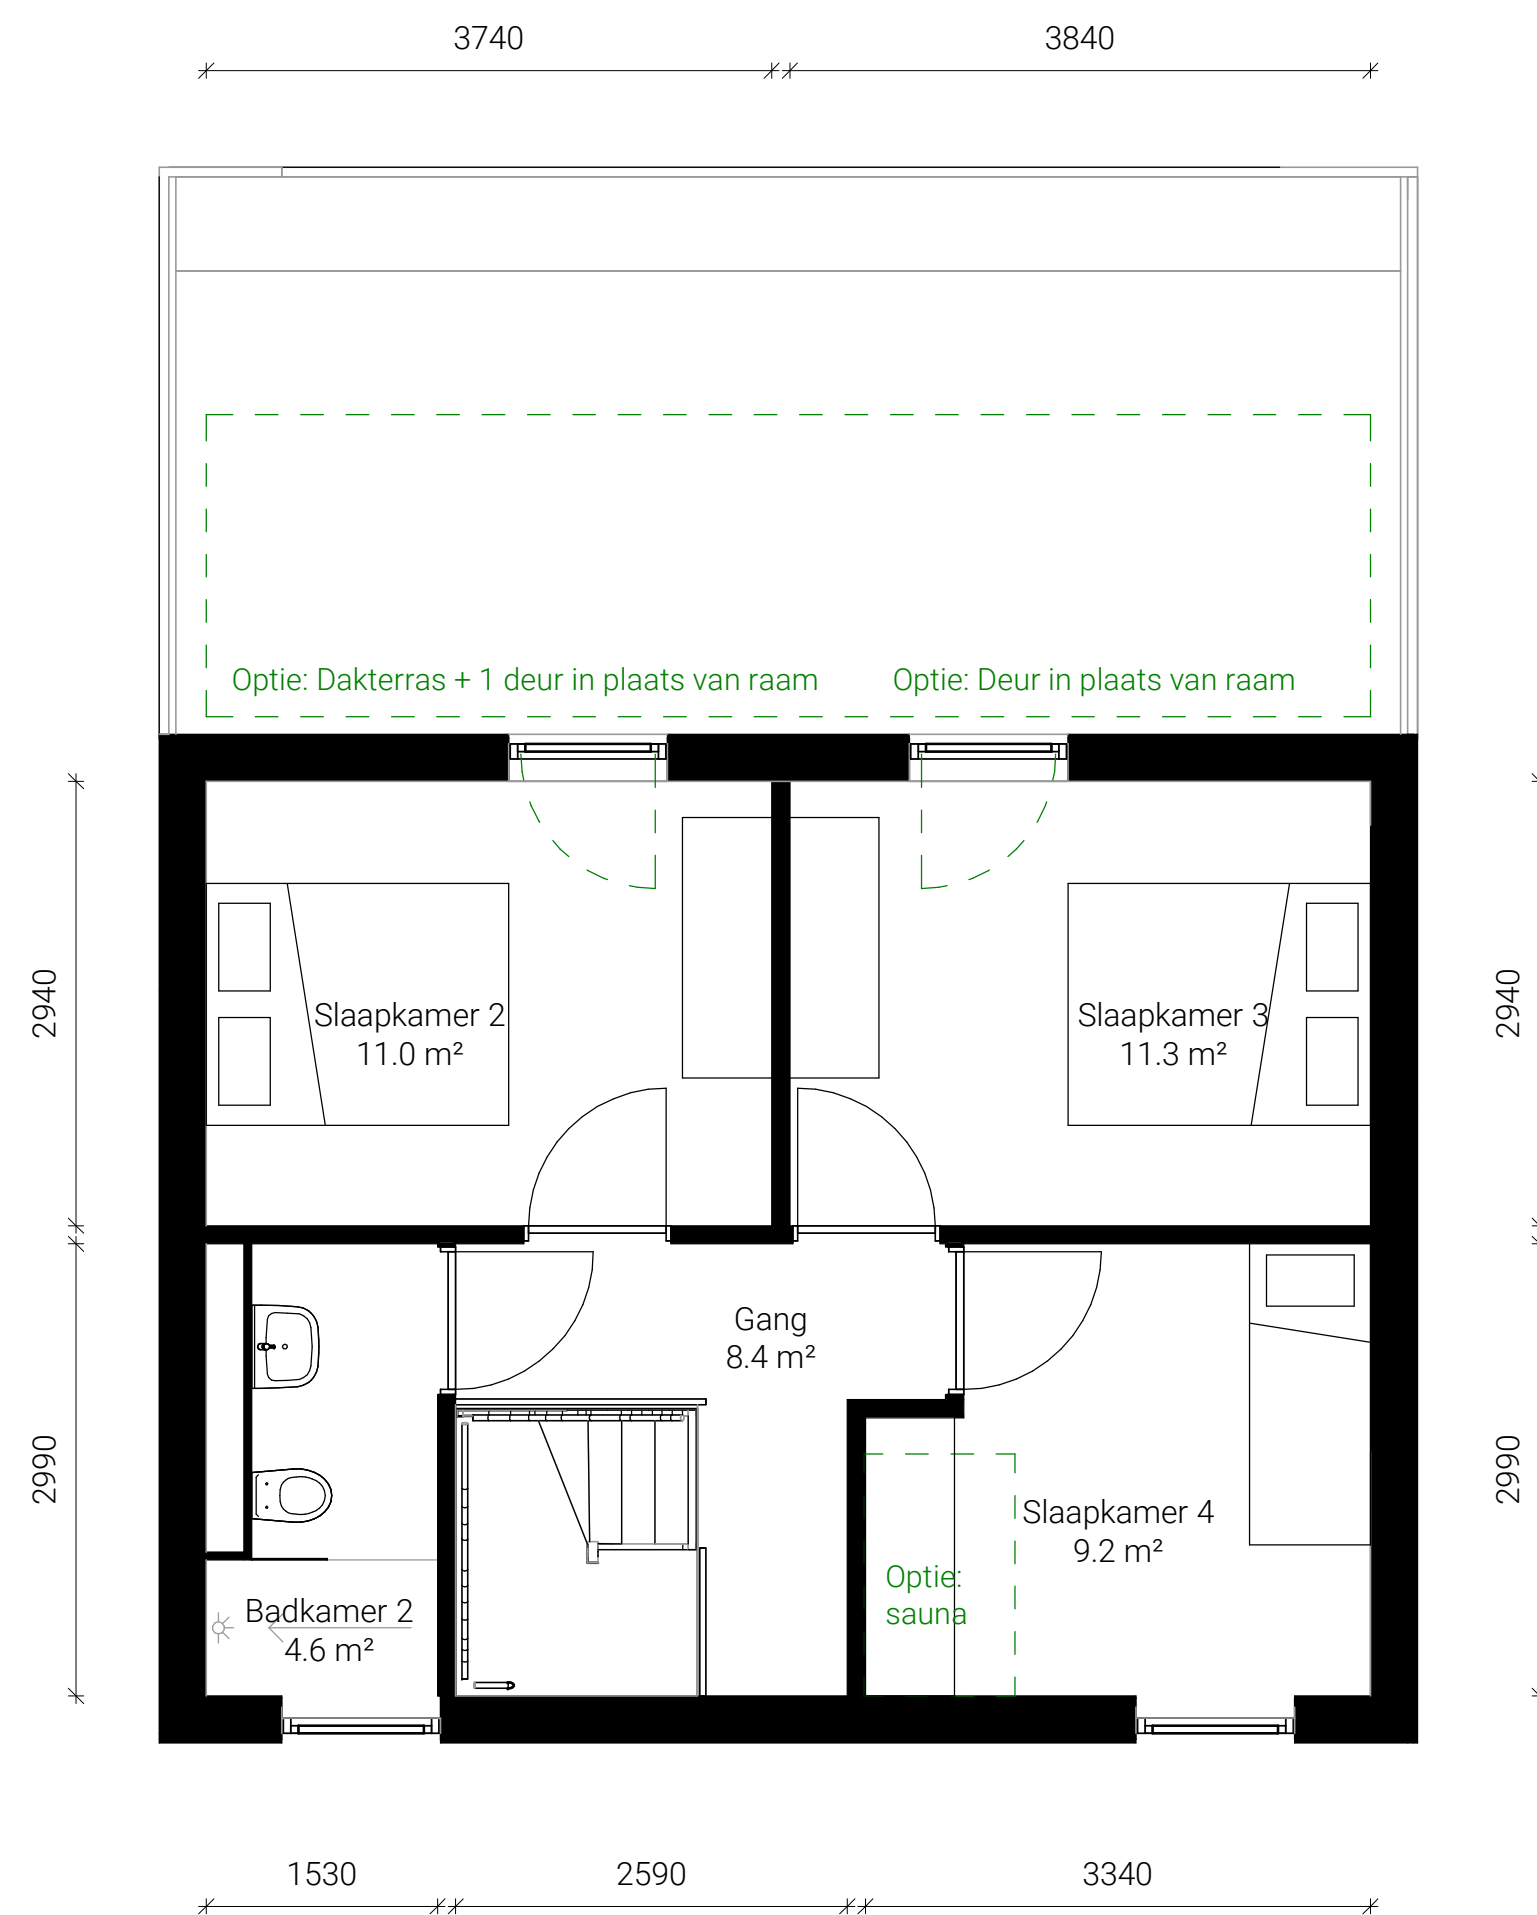 3740
3840
Optie: Dakterras + 1 deur in plaats van raam
Optie: Deur in plaats van raam
2940
Slaapkamer 2
11.0 m²
Slaapkamer 3
11.3 m²
2940
Gang
8.4 m²
2990
Slaapkamer 4
9.2 m²
2990
Optie:
sauna
Badkamer 2
4.6 m²
1530
2590
3340